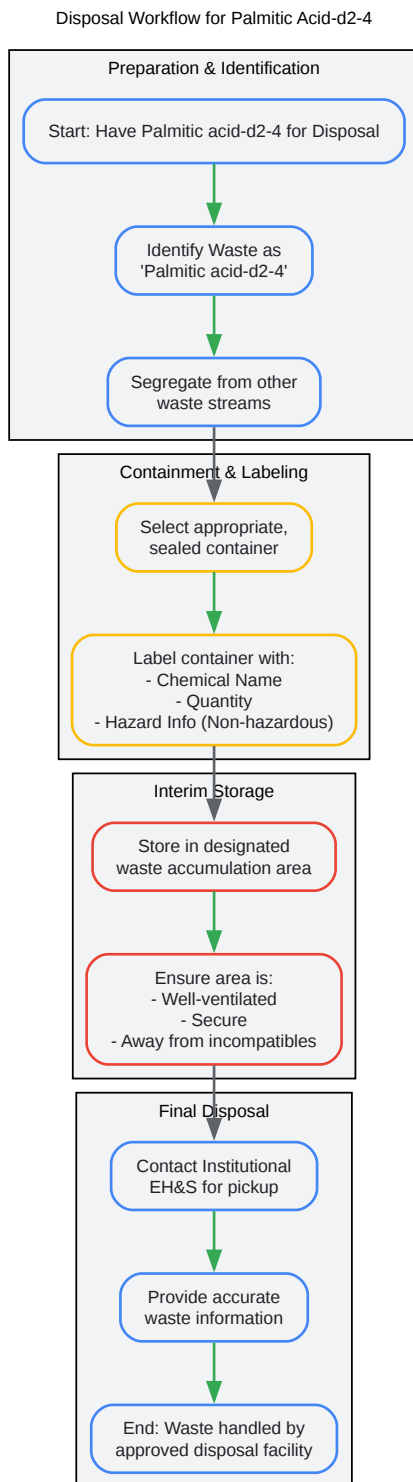 Disposal Workflow for Palmitic Acid-d2-4
Preparation & Identification
Start: Have Palmitic acid-d2-4 for Disposal
Identify Waste as
'Palmitic acid-d2-4'
Segregate from other
waste streams
Containment & Labeling
Select appropriate,
sealed container
Label container with:
- Chemical Name
- Quantity
- Hazard Info (Non-hazardous)
Interim Storage
Store in designated
waste accumulation area
Ensure area is:
- Well-ventilated
- Secure
- Away from incompatibles
Final Disposal
Contact Institutional
EH&S for pickup
Provide accurate
waste information
End: Waste handled by
approved disposal facility